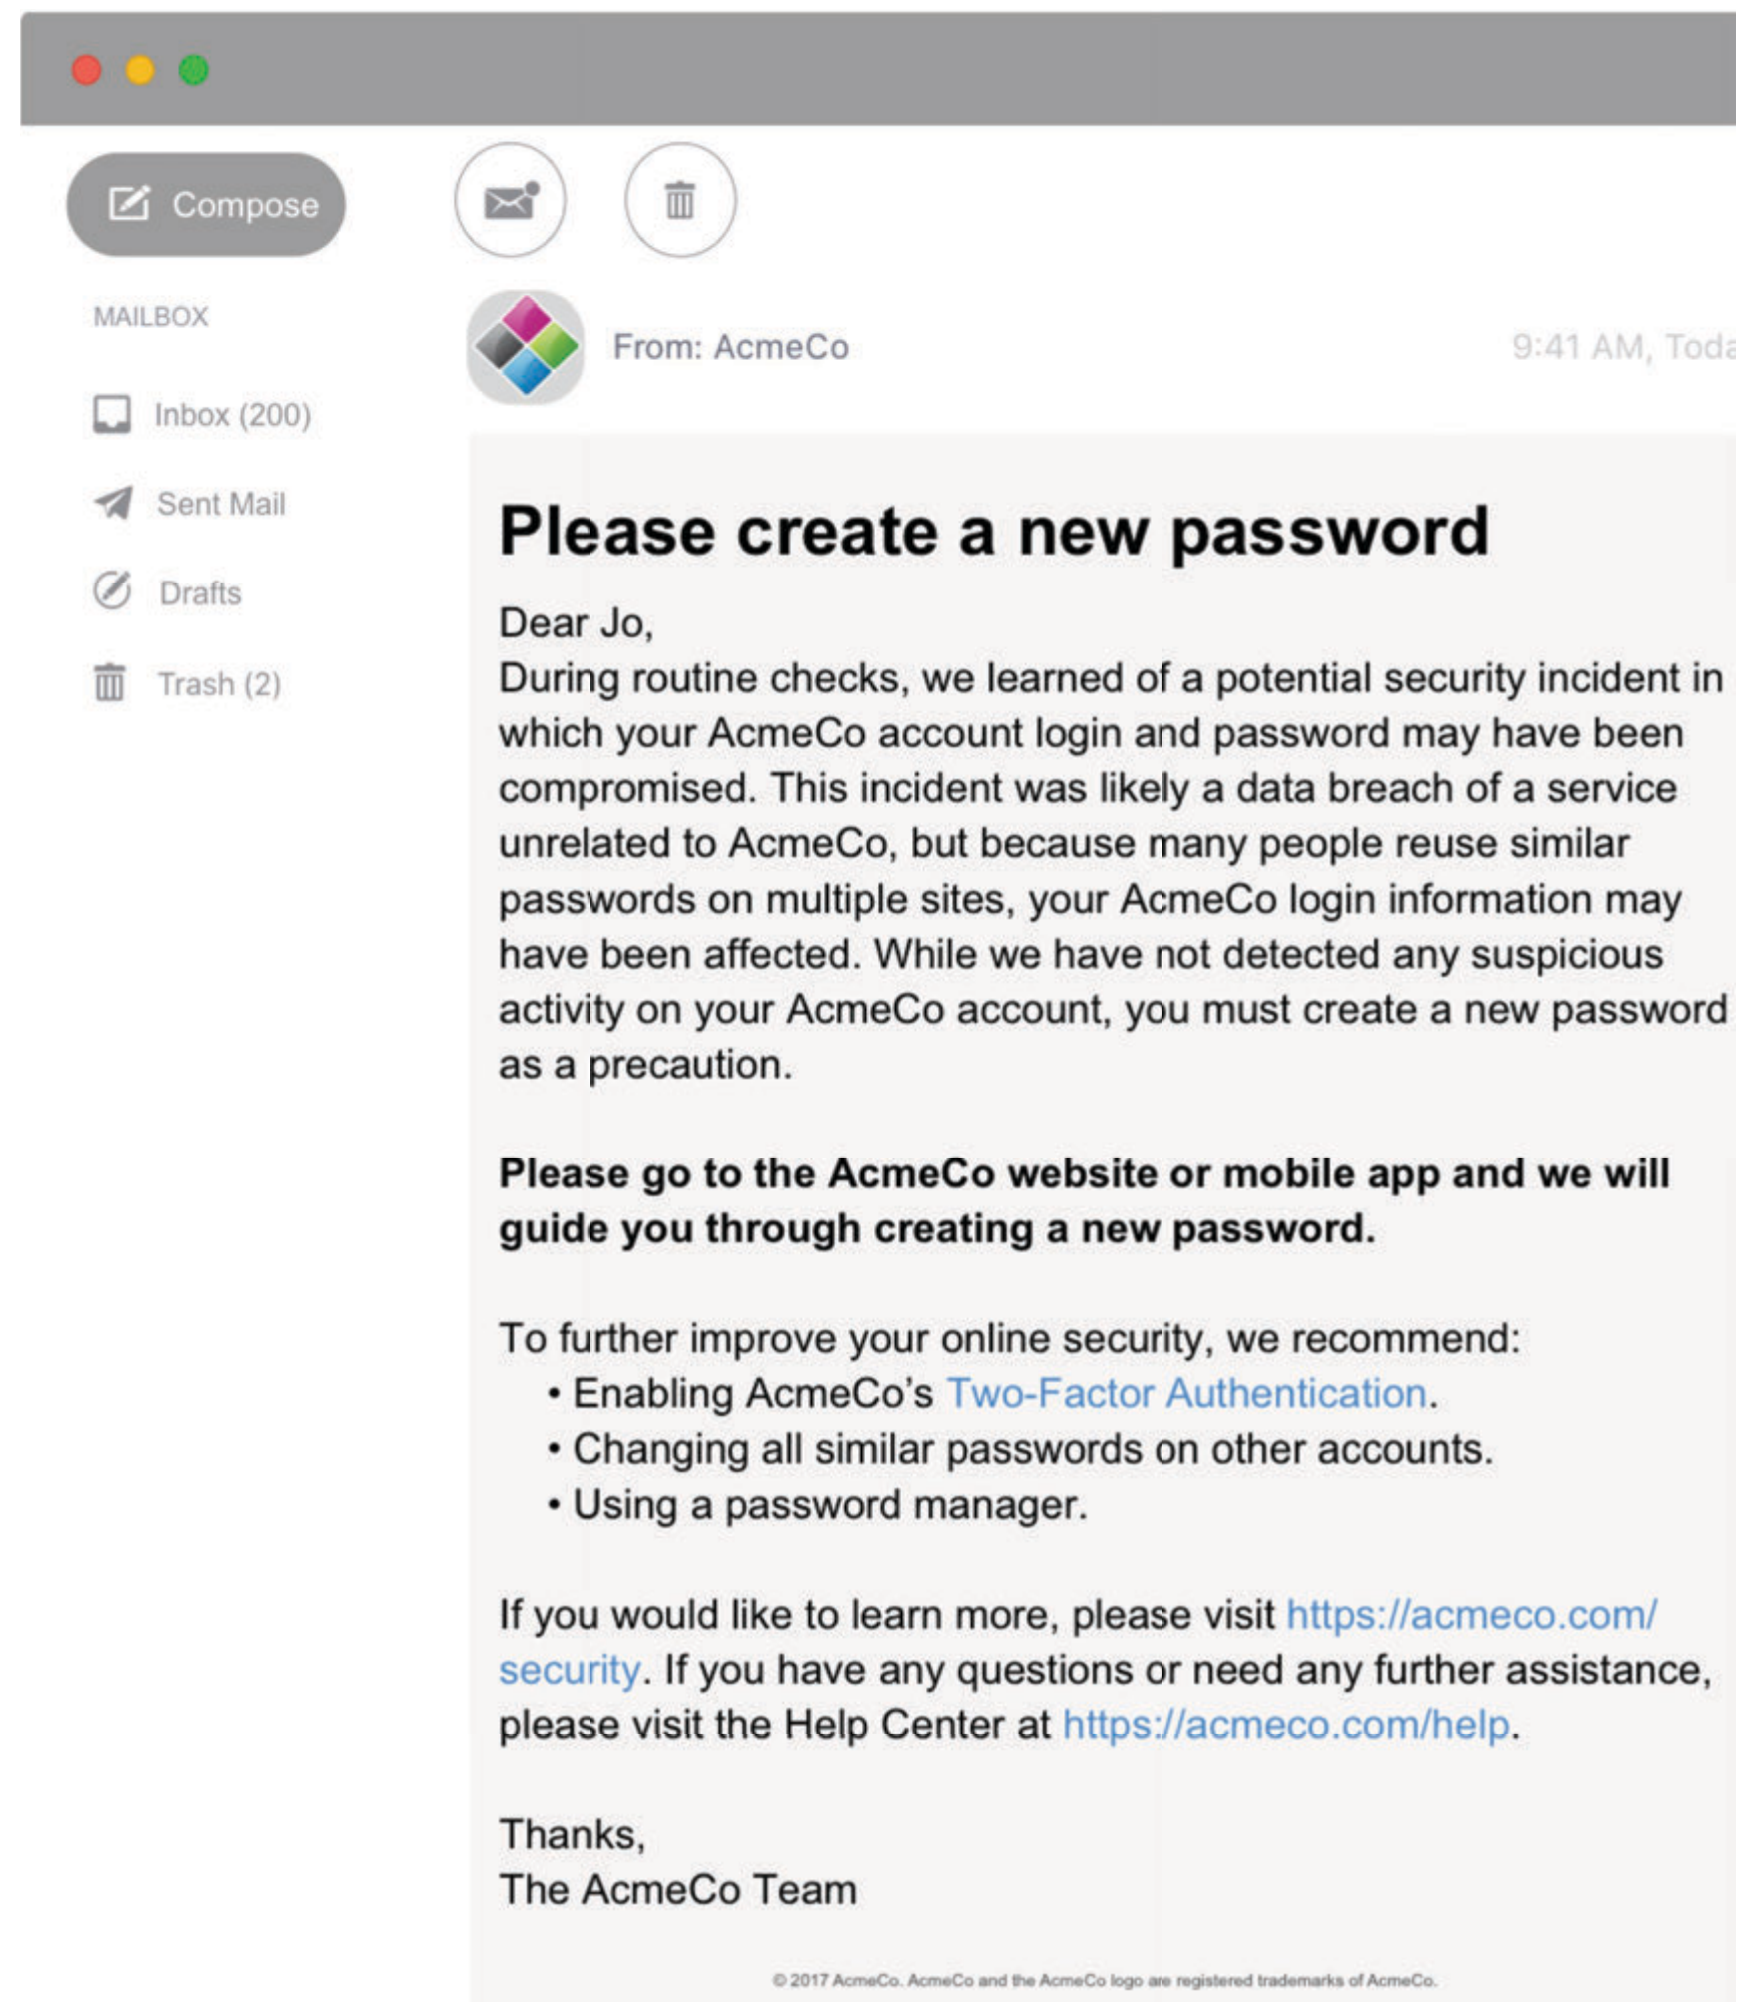 Compose
MAILBOX
Inbox (200)
Sent Mail
Drafts
Trash (2)
From: AcmeCo
9:41 AM, Toda
Please create a new password
Dear Jo,
During routine checks, we learned of a potential security incident in
which your AcmeCo account login and password may have been
compromised. This incident was likely a data breach of a service
unrelated to AcmeCo, but because many people reuse similar
passwords on multiple sites, your AcmeCo login information may
have been affected. While we have not detected any suspicious
activity on your AcmeCo account, you must create a new password
as a precaution.
Please go to the AcmeCo website or mobile app and we will
guide you through creating a new password.
To further improve your online security, we recommend:
• Enabling AcmeCo’s Two-Factor Authentication.
• Changing all similar passwords on other accounts.
• Using a password manager.
If you would like to learn more, please visit https://acmeco.com/
security. If you have any questions or need any further assistance,
please visit the Help Center at https://acmeco.com/help.
Thanks,
The AcmeCo Team
© 2017 AcmeCo. AcmeCo and the AcmeCo logo are registered trademarks of AcmeCo.